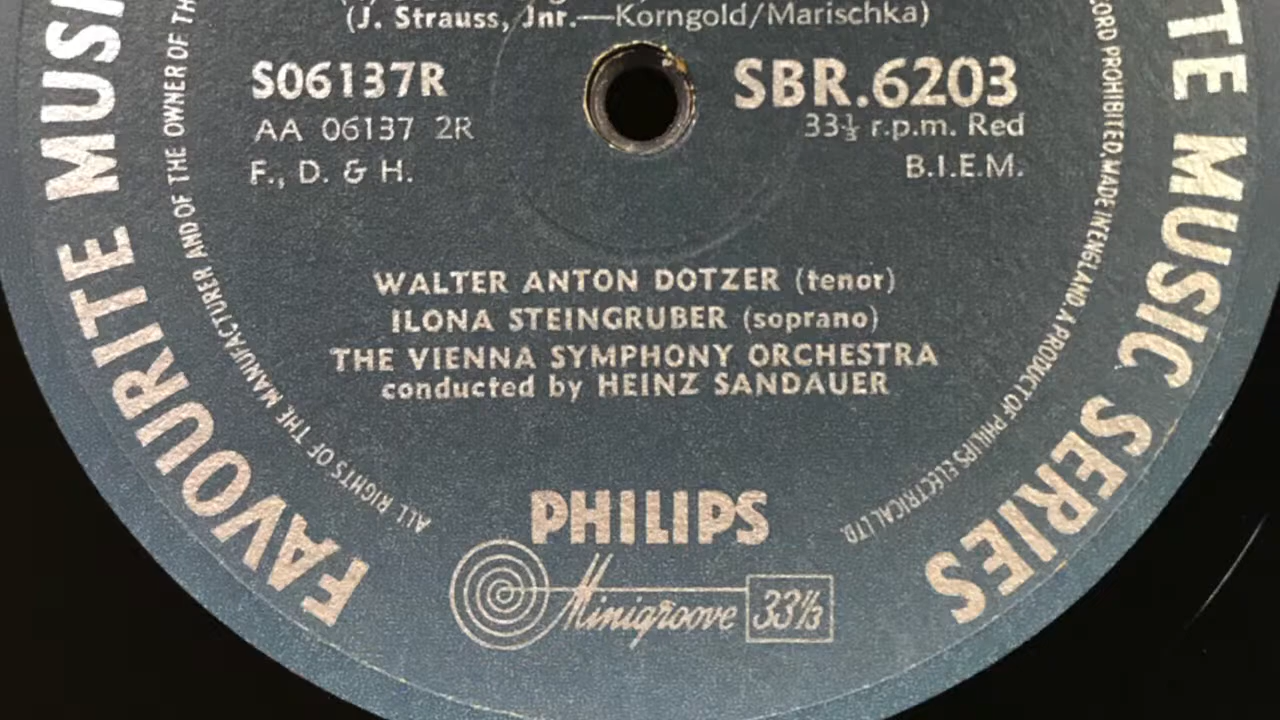 (J. Strauss, Jnr.—Korngold/Marischka)
S06137R
AA 06137 2R
F., D. & H.
SBR.6203
33⅓ r.p.m. Red
B.I.E.M.
WALTER ANTON DOTZER (tenor)
ILONA STEINGRUBER (soprano)
THE VIENNA SYMPHONY ORCHESTRA
conducted by HEINZ SANDAUER
PHILIPS
Minigroove 33⅓
FAVOURITE
MUSIC SERIES
ALL RIGHTS OF THE MANUFACTURER AND OF THE OWNER OF
PROHIBITED. MADE IN ENGLAND. A PRODUCT OF PHILIPS ELECTRICAL LTD.